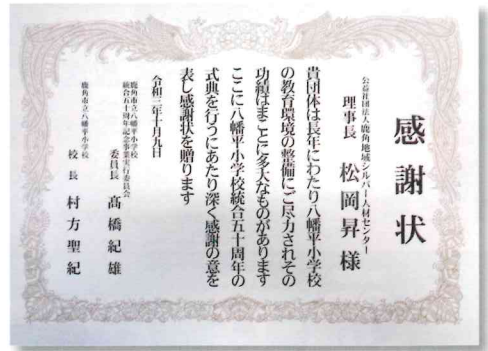 感謝状
公益社団法人鹿角地域シルバー人材センター
理事長 松岡昇様
貴団体は長年にわたり八幡平小学校
の教育環境の整備にご尽力されその
功績はまことに多大なものがあります
ここに八幡平小学校統合五十周年の
式典を行うにあたり深く感謝の意を
表し感謝状を贈ります
令和三年十月九日
鹿角市立八幡平小学校
統合五十周年記念事業実行委員会
委員長 髙橋紀雄
鹿角市立八幡平小学校
校長 村方聖紀